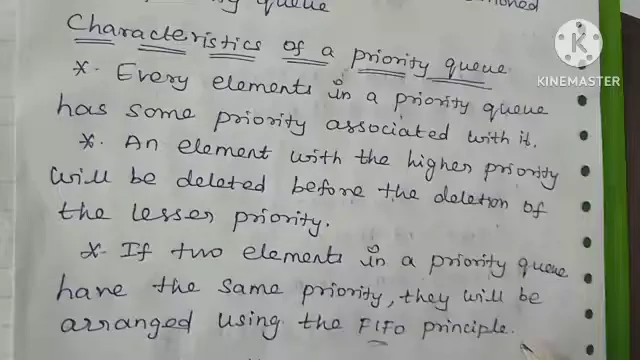 queue
Characteristics of a priority queue
*. Every elements in a priority queue
has some priority associated with it.
*. An element with the higher priority
will be deleted before the deletion of
the lesser priority.
*. If two elements in a priority queue
have the same priority, they will be
arranged using the FIFO principle.
KINEMASTER